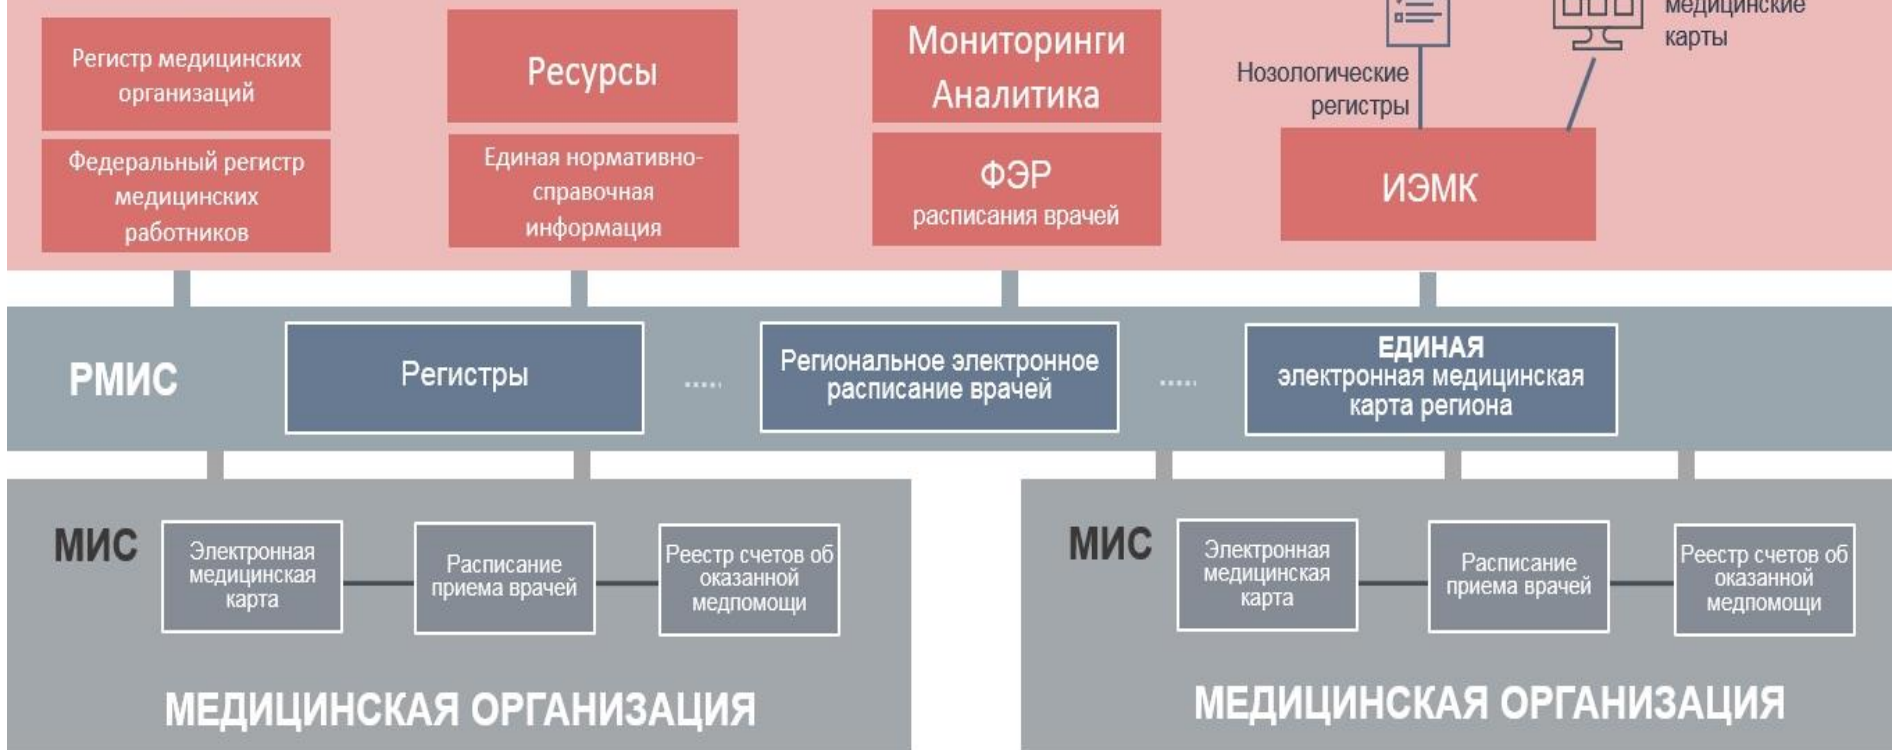 медицинские
карты
Регистр медицинских
организаций
Ресурсы
Мониторинги
Аналитика
Нозологические
регистры
Федеральный регистр
медицинских
работников
Единая нормативно-
справочная
информация
ФЭР
расписания врачей
ИЭМК
РМИС
Регистры
.....
Региональное электронное
расписание врачей
.....
ЕДИНАЯ
электронная медицинская
карта региона
МИС
Электронная
медицинская
карта
Расписание
приема врачей
Реестр счетов об
оказанной
медпомощи
МЕДИЦИНСКАЯ ОРГАНИЗАЦИЯ
МИС
Электронная
медицинская
карта
Расписание
приема врачей
Реестр счетов об
оказанной
медпомощи
МЕДИЦИНСКАЯ ОРГАНИЗАЦИЯ